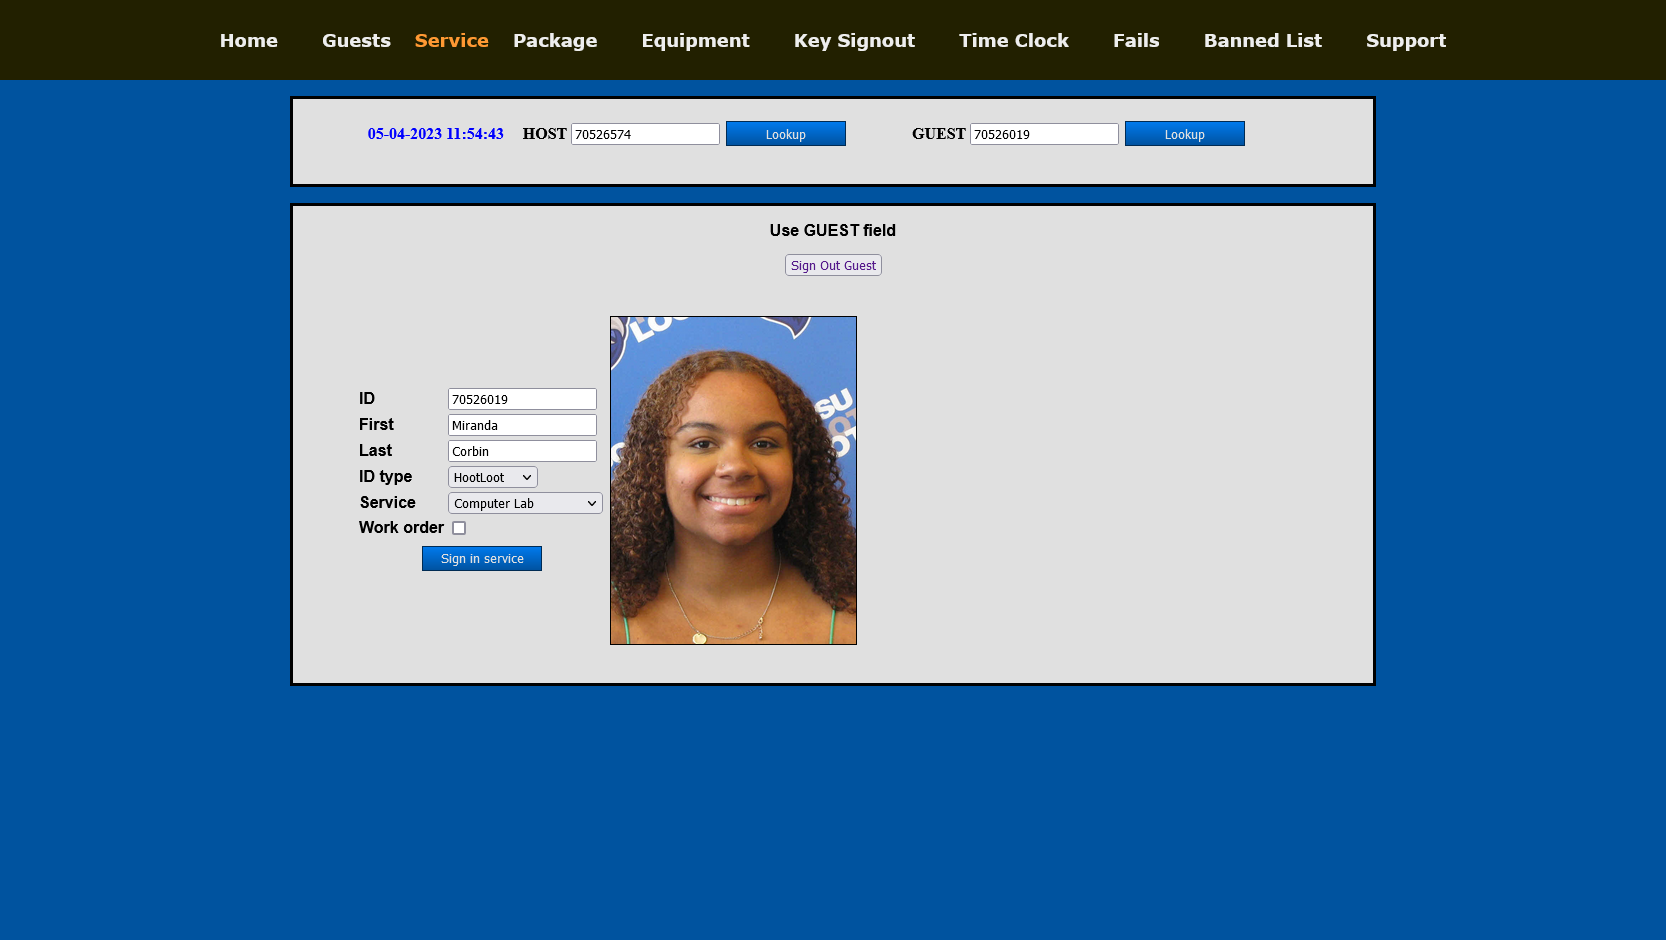 Home Guests Service Package Equipment Key Signout Time Clock Fails Banned List Support
05-04-2023 11:54:43 HOST 70526574 Lookup GUEST 70526019 Lookup
Use GUEST field
Sign Out Guest
ID 70526019
First Miranda
Last Corbin
ID type HootLoot
Service Computer Lab
Work order
Sign in service